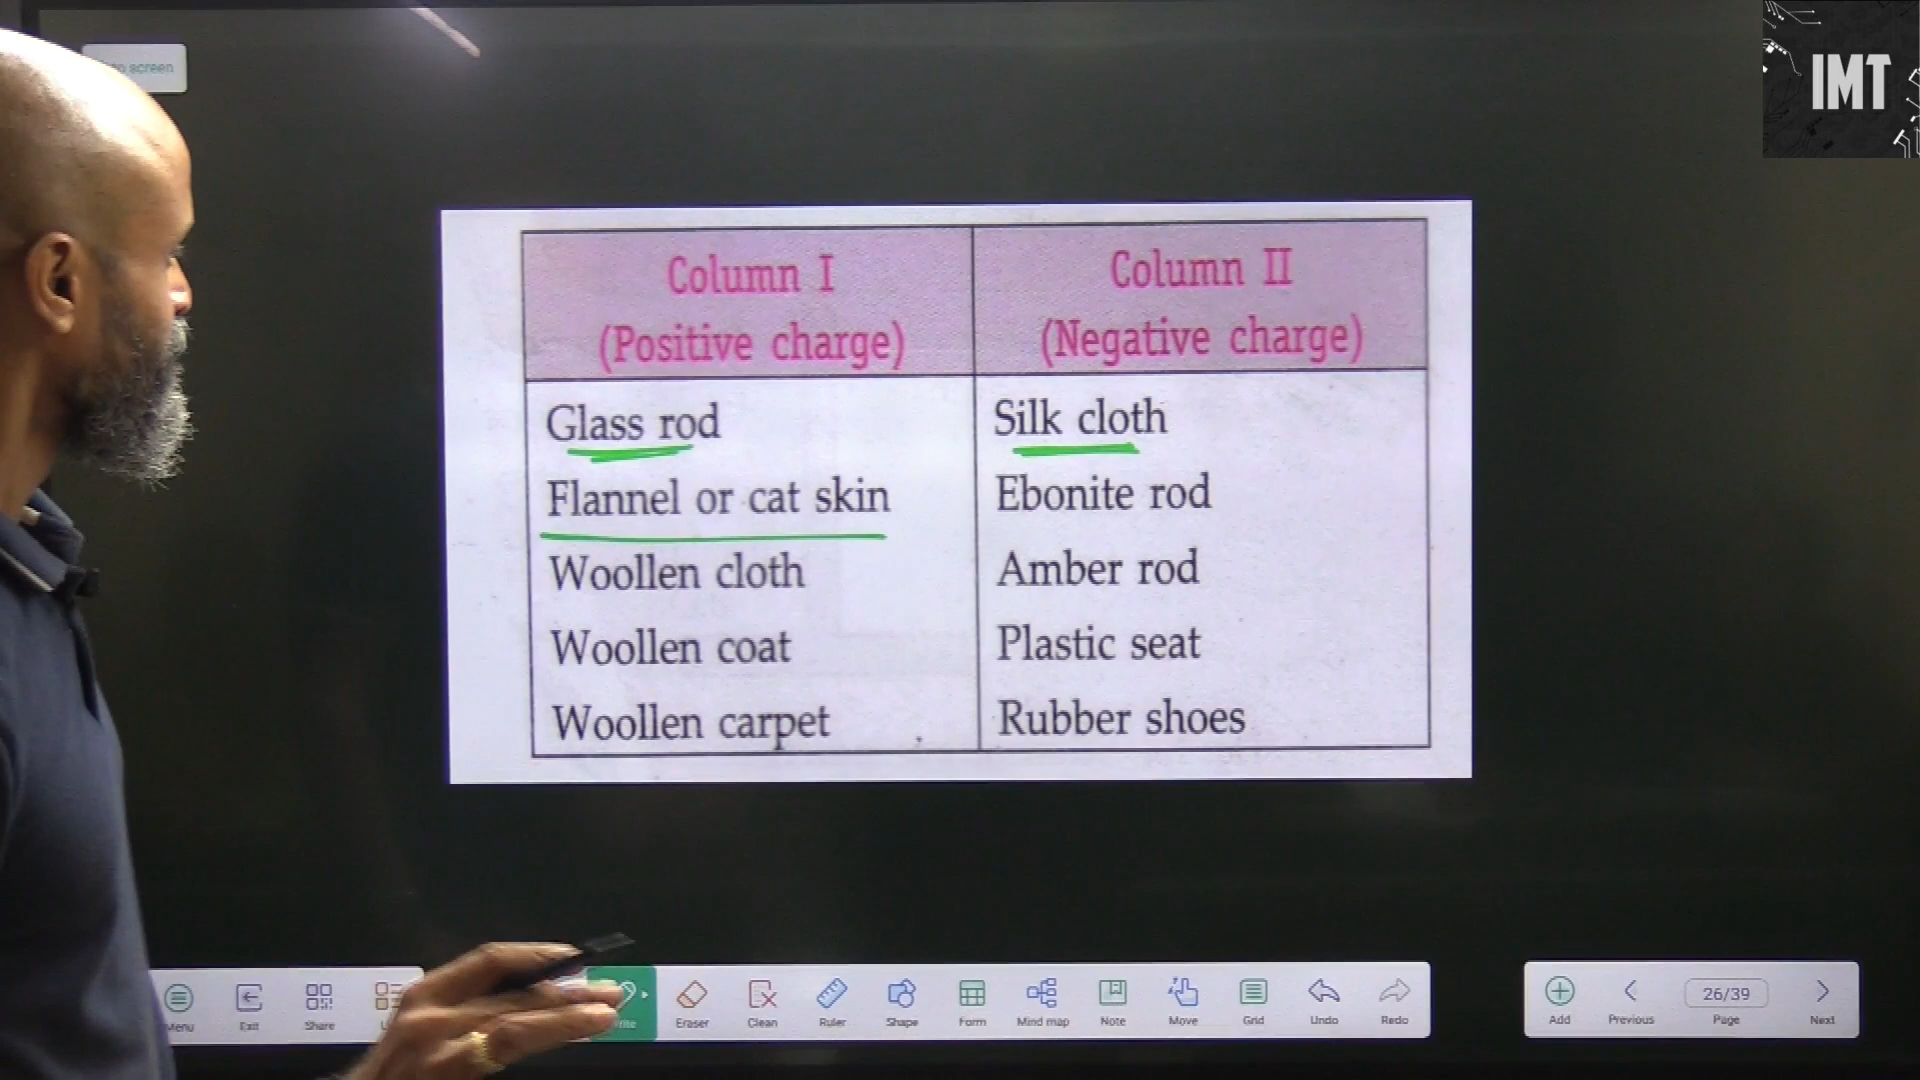 screen
IMT
Column I
(Positive charge)
Column II
(Negative charge)
Glass rod
Silk cloth
Flannel or cat skin
Ebonite rod
Woollen cloth
Amber rod
Woollen coat
Plastic seat
Woollen carpet
Rubber shoes
Menu
Exit
Share
Eraser
Clean
Ruler
Shape
Form
Mind map
Note
Move
Grid
Undo
Redo
Add
Previous
26/39
Page
Next